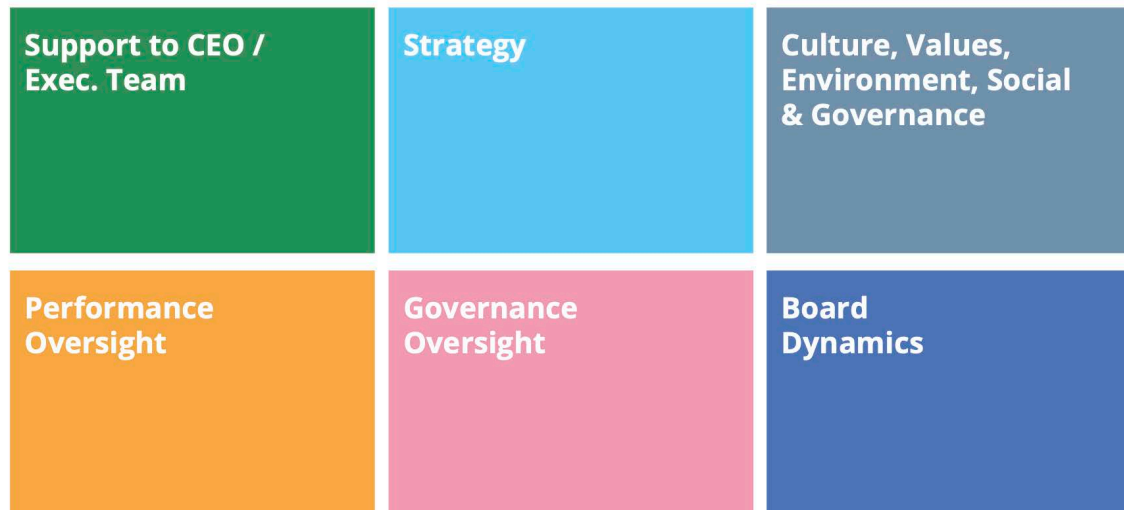 Support to CEO /
Exec. Team
Strategy
Culture, Values,
Environment, Social
& Governance
Performance
Oversight
Governance
Oversight
Board
Dynamics